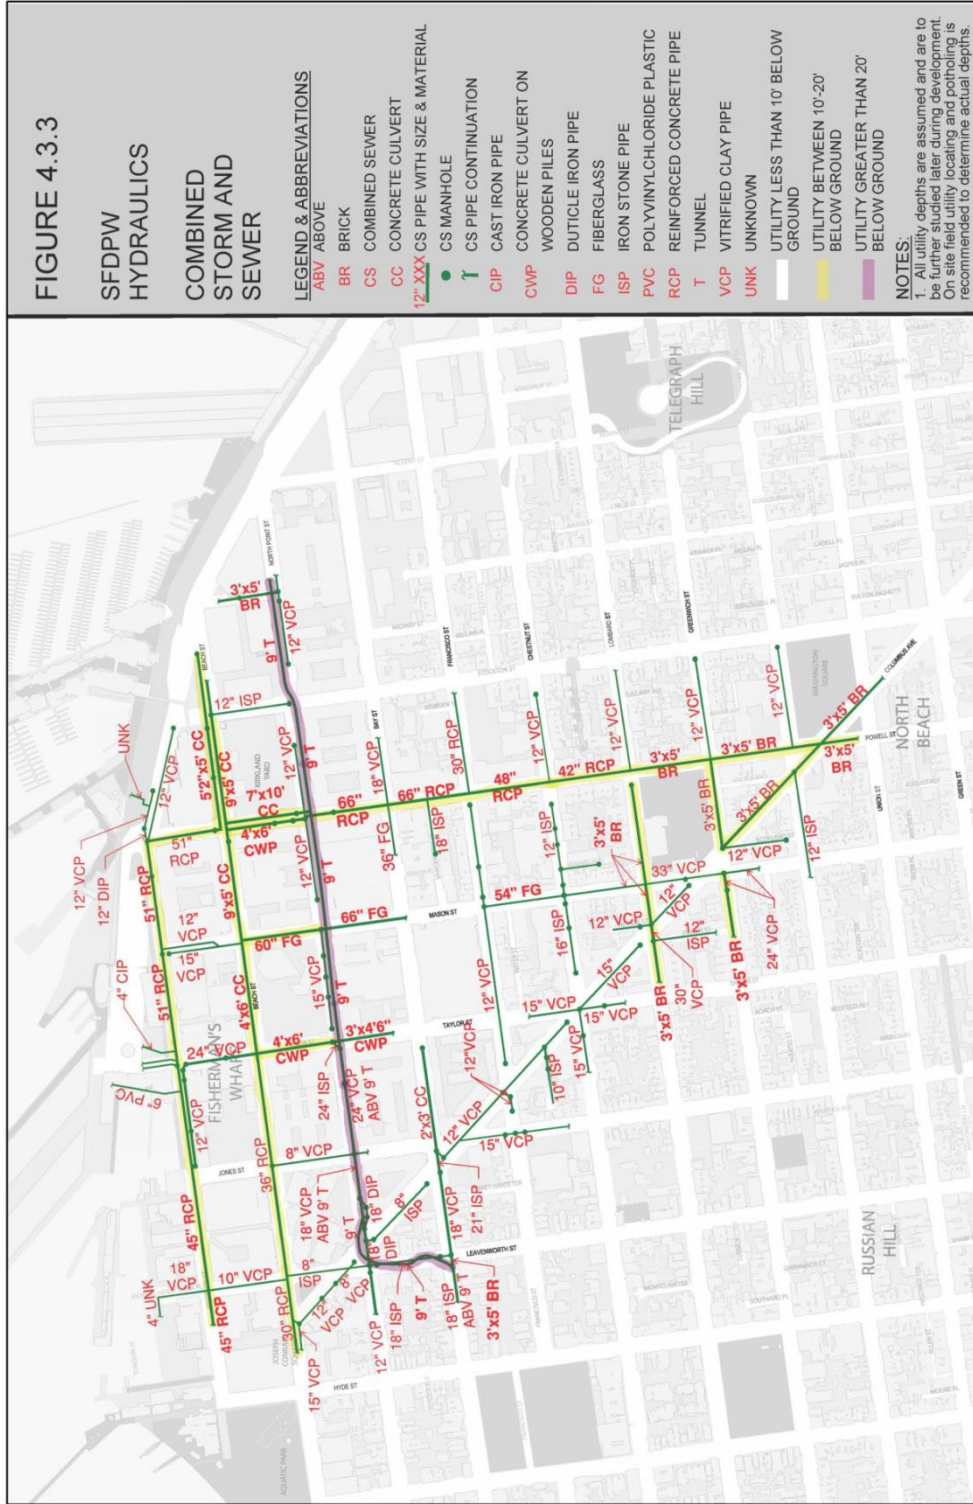 FIGURE 4.3.3
SFDPW
HYDRAULICS
COMBINED
STORM AND
SEWER
LEGEND & ABBREVIATIONS
ABV ABOVE
BR BRICK
CS COMBINED SEWER
CC CONCRETE CULVERT
12" XXX CS PIPE WITH SIZE & MATERIAL
CS MANHOLE
CS PIPE CONTINUATION
CIP CAST IRON PIPE
CWP CONCRETE CULVERT ON
WOODEN PILES
DIP DUTICLE IRON PIPE
FG FIBERGLASS
ISP IRON STONE PIPE
PVC POLYVINYLCHLORIDE PLASTIC
RCP REINFORCED CONCRETE PIPE
T TUNNEL
VCP VITRIFIED CLAY PIPE
UNK UNKNOWN
UTILITY LESS THAN 10' BELOW
GROUND
UTILITY BETWEEN 10'-20'
BELOW GROUND
UTILITY GREATER THAN 20'
BELOW GROUND
NOTES:
1. All utility depths are assumed and are to
be further studied later during development.
On site field utility locating and potholing is
recommended to determine actual depths.
UNK
12" VCP
12" VCP
12" DIP
51" RCP
51" RCP
5'2"x5' CC
9'x5' CC
BEACH ST
12" ISP
3'x5'
BR
NORTH POINT ST
9' T
12" VCP
KIRKLAND
YARD
7'x10'
CC
4'x6'
CWP
12" VCP
9' T
66"
RCP
12" VCP
9' T
18" VCP
BAY ST
36" FG
66" RCP
18" ISP
30" RCP
FRANCISCO ST
48"
RCP
12" VCP
CHESTNUT ST
42" RCP
12" ISP
12" VCP
LOMBARD ST
3'x5'
BR
3'x5' BR
12" VCP
GREENWICH ST
3'x5' BR
3'x5' BR
12" VCP
WASHINGTON
SQUARE
3'x5' BR
COLUMBUS AVE
3'x5'
BR
POWELL ST
NORTH
BEACH
UNION ST
GREEN ST
TELEGRAPH
HILL
STOCKTON ST
4" CIP
12"
VCP
15"
VCP
51" RCP
9'x5' CC
60" FG
66" FG
MASON ST
BEACH ST
4'x6' CC
15" VCP
9' T
54" FG
16" ISP
3'x5'
BR
33" VCP
12" VCP
12"
VCP
12"
ISP
12" VCP
12" ISP
24" VCP
3'x5' BR
30"
VCP
3'x5' BR
12" VCP
15"
VCP
15" VCP
15" VCP
15" VCP
10" ISP
FISHERMAN'S
WHARF
24" VCP
6" PVC
12" VCP
4'x6'
CWP
3'x4'6"
CWP
TAYLOR ST
24" ISP
24" VCP
ABV 9' T
2'x3' CC
12"VCP
12" VCP
15" VCP
JONES ST
45" RCP
36" RCP
8" VCP
18" VCP
ABV 9' T
9' T
18" DIP
18"
DIP
8"
ISP
18" VCP
21" ISP
LEAVENWORTH ST
4" UNK
18"
VCP
10" VCP
45" RCP
30" RCP
8"
ISP
12"
VCP
8"
VCP
15" VCP
12" VCP
18" ISP
9' T
18" ISP
ABV 9' T
3'x5' BR
HYDE ST
FRANCISCO ST
AQUATIC PARK
RUSSIAN
HILL